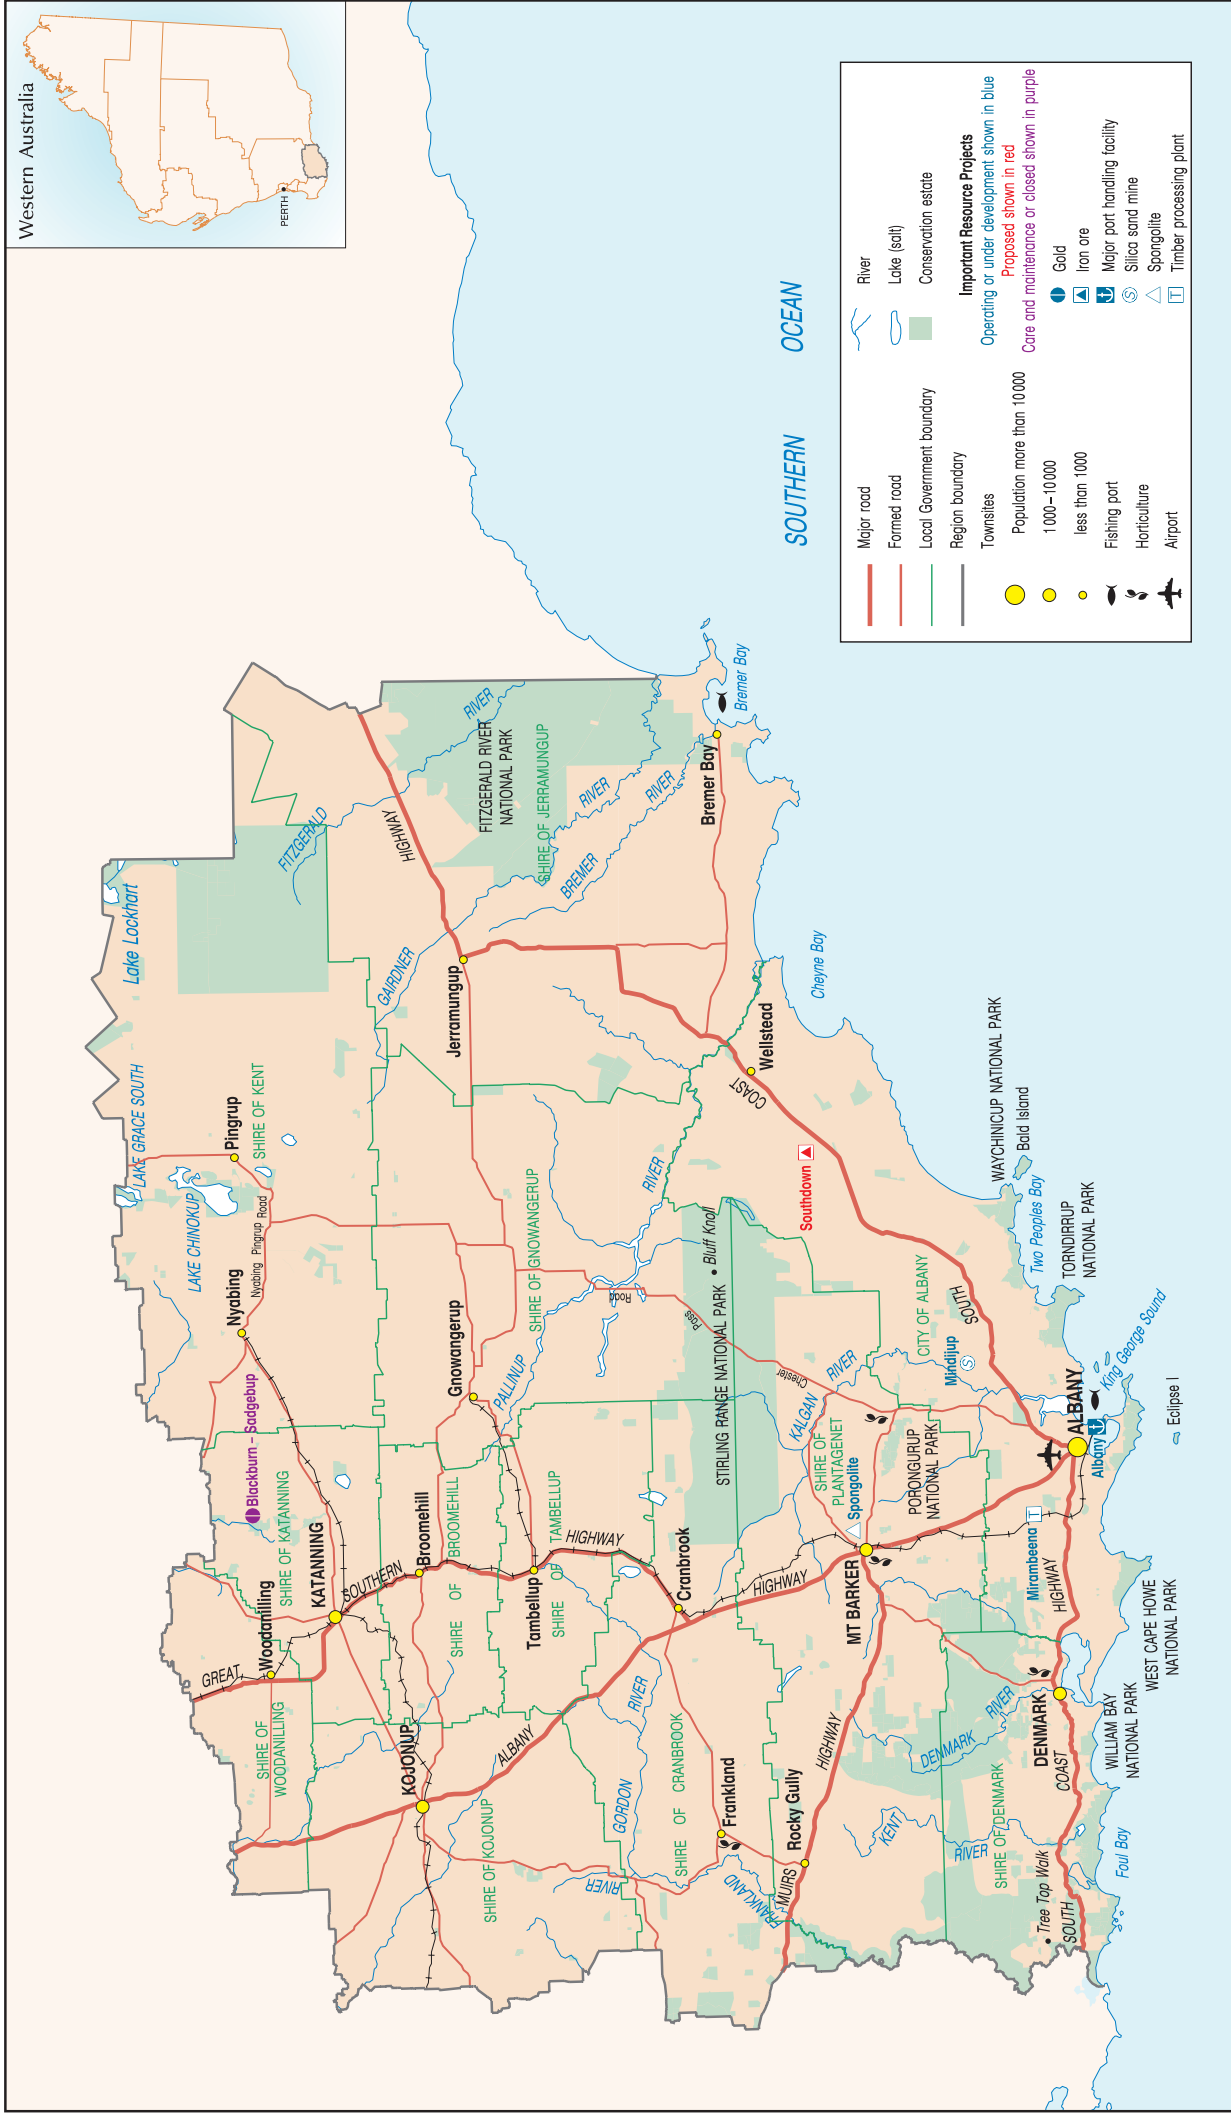 Western Australia
PERTH
SOUTHERN OCEAN
Lake Lockhart
LAKE GRACE SOUTH
LAKE CHINOKUP
Pingrup
SHIRE OF KENT
Nyabing Pingrup Road
Nyabing
Blackburn – Sadgebup
SHIRE OF KATANNING
KATANNING
Woodanilling
GREAT
SOUTHERN
HIGHWAY
SHIRE OF
WOODANILLING
KOJONUP
SHIRE OF KOJONUP
Broomehill
SHIRE OF BROOMEHILL
Tambellup
SHIRE OF TAMBELLUP
Gnowangerup
SHIRE OF GNOWANGERUP
PALLINUP
RIVER
Jerramungup
GAIRDNER
RIVER
FITZGERALD
RIVER
HIGHWAY
FITZGERALD RIVER
NATIONAL PARK
SHIRE OF JERRAMUNGUP
BREMER
RIVER
Bremer Bay
Bremer Bay
Wellstead
COAST
Cheyne Bay
Southdown
STIRLING RANGE NATIONAL PARK
Bluff Knoll
Chester
Pass
Road
Cranbrook
SHIRE OF CRANBROOK
HIGHWAY
ALBANY
GORDON
RIVER
Frankland
FRANKLAND
RIVER
Rocky Gully
MUIRS
HIGHWAY
KENT
RIVER
DENMARK
RIVER
SHIRE OF DENMARK
DENMARK
Tree Top Walk
SOUTH
COAST
HIGHWAY
Foul Bay
WILLIAM BAY
NATIONAL PARK
WEST CAPE HOWE
NATIONAL PARK
MT BARKER
Spongolite
SHIRE OF
PLANTAGENET
PORONGURUP
NATIONAL PARK
KALGAN
RIVER
Mindijup
CITY OF ALBANY
SOUTH
Mirambeena
ALBANY
Albany
King George Sound
Eclipse I
TORNDIRRUP
NATIONAL PARK
Two Peoples Bay
Bald Island
WAYCHINICUP NATIONAL PARK
Major road
Formed road
Local Government boundary
Region boundary
Townsites
Population more than 10 000
1 000 – 10 000
less than 1000
Fishing port
Horticulture
Airport
River
Lake (salt)
Conservation estate
Important Resource Projects
Operating or under development shown in blue
Proposed shown in red
Care and maintenance or closed shown in purple
Gold
Iron ore
Major port handling facility
S Silica sand mine
Spongolite
T Timber processing plant